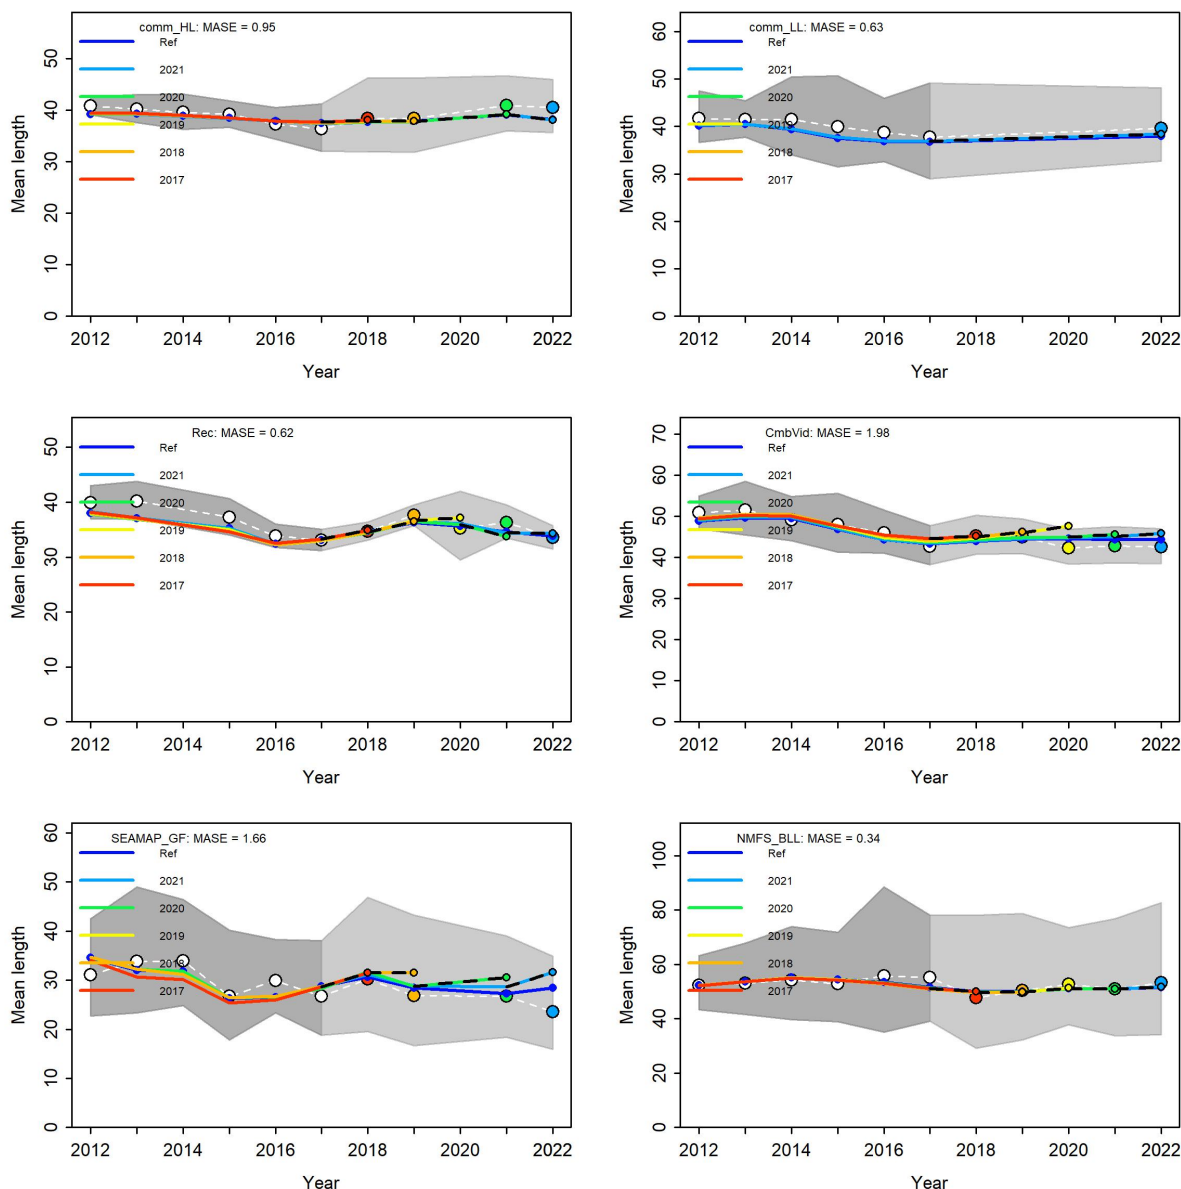 comm_HL: MASE = 0.95
Ref
2021
2020
2019
2018
2017
Mean length
0 10 20 30 40 50
2012 2014 2016 2018 2020 2022
Year
comm_LL: MASE = 0.63
Ref
2021
2020
2019
2018
2017
Mean length
0 10 20 30 40 50 60
2012 2014 2016 2018 2020 2022
Year
Rec: MASE = 0.62
Ref
2021
2020
2019
2018
2017
Mean length
0 10 20 30 40 50
2012 2014 2016 2018 2020 2022
Year
CmbVid: MASE = 1.98
Ref
2021
2020
2019
2018
2017
Mean length
0 10 20 30 40 50 60 70
2012 2014 2016 2018 2020 2022
Year
SEAMAP_GF: MASE = 1.66
Ref
2021
2020
2019
2018
2017
Mean length
0 10 20 30 40 50 60
2012 2014 2016 2018 2020 2022
Year
NMFS_BLL: MASE = 0.34
Ref
2021
2020
2019
2018
2017
Mean length
0 20 40 60 80 100
2012 2014 2016 2018 2020 2022
Year